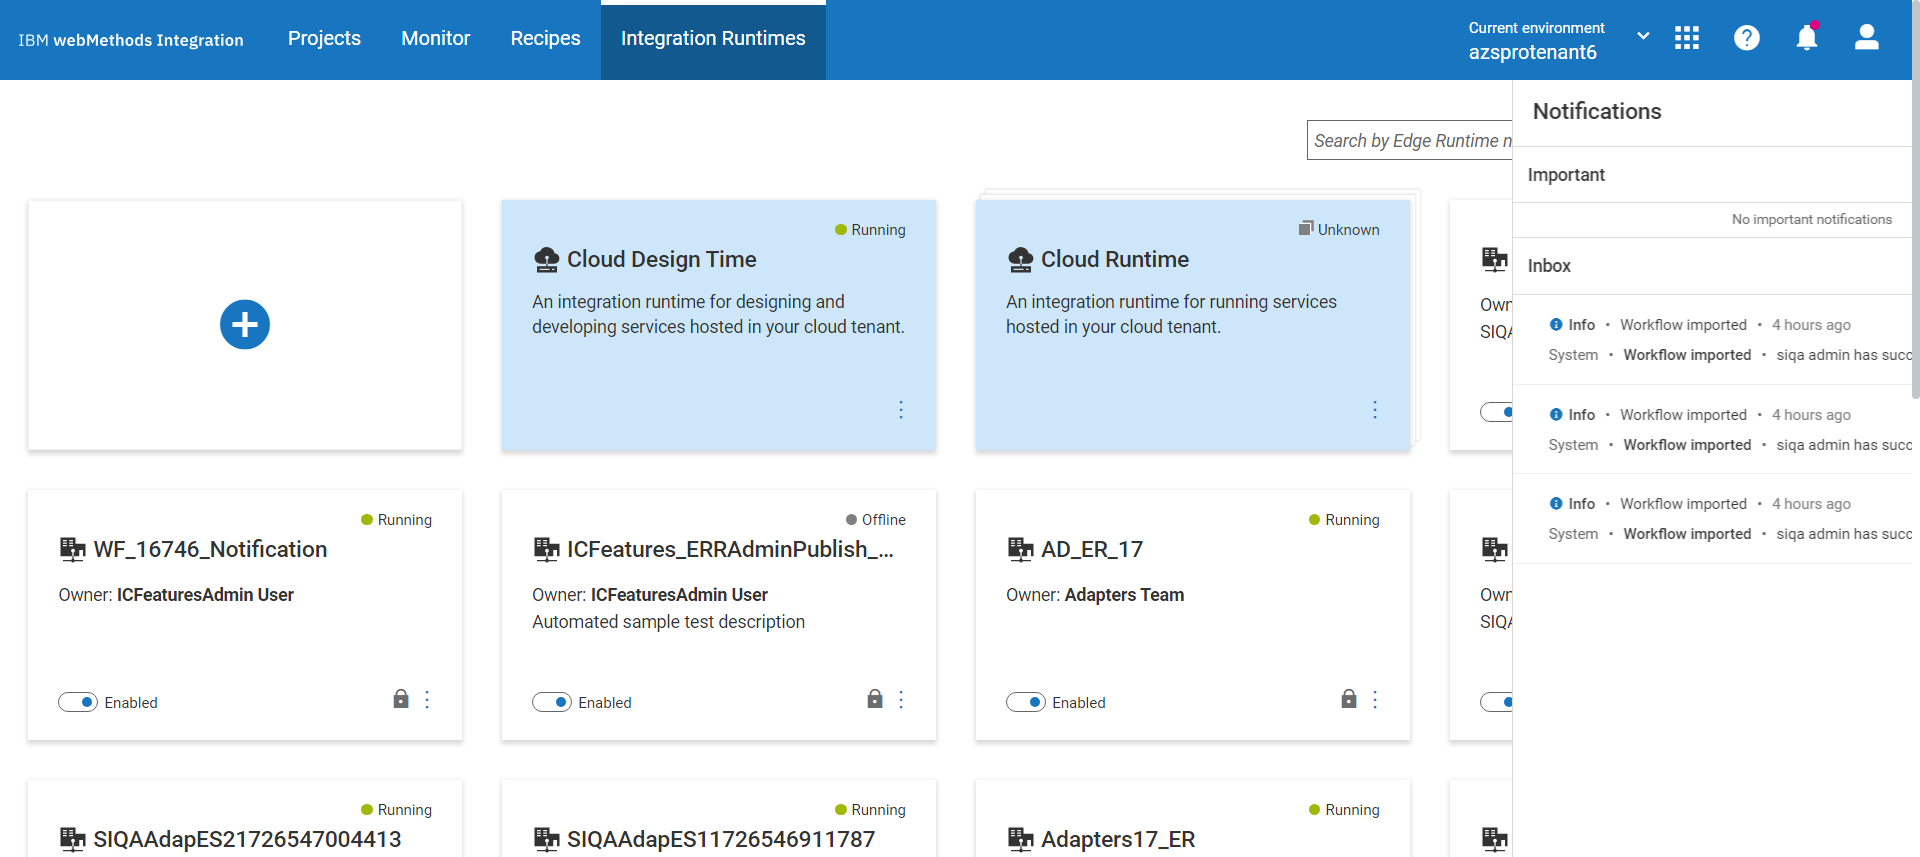 IBM webMethods Integration
Projects
Monitor
Recipes
Integration Runtimes
Current environment
azsprotenant6
Search by Edge Runtime n
Notifications
Important
No important notifications
Inbox
Info • Workflow imported • 4 hours ago
System • Workflow imported • siqa admin has succ
Info • Workflow imported • 4 hours ago
System • Workflow imported • siqa admin has succ
Info • Workflow imported • 4 hours ago
System • Workflow imported • siqa admin has succ
Running
Cloud Design Time
An integration runtime for designing and
developing services hosted in your cloud tenant.
Unknown
Cloud Runtime
An integration runtime for running services
hosted in your cloud tenant.
Own
SIQA
Running
WF_16746_Notification
Owner: ICFeaturesAdmin User
Enabled
Offline
ICFeatures_ERRAdminPublish_...
Owner: ICFeaturesAdmin User
Automated sample test description
Enabled
Running
AD_ER_17
Owner: Adapters Team
Enabled
Own
SIQA
Running
SIQAAdapES21726547004413
Running
SIQAAdapES11726546911787
Running
Adapters17_ER